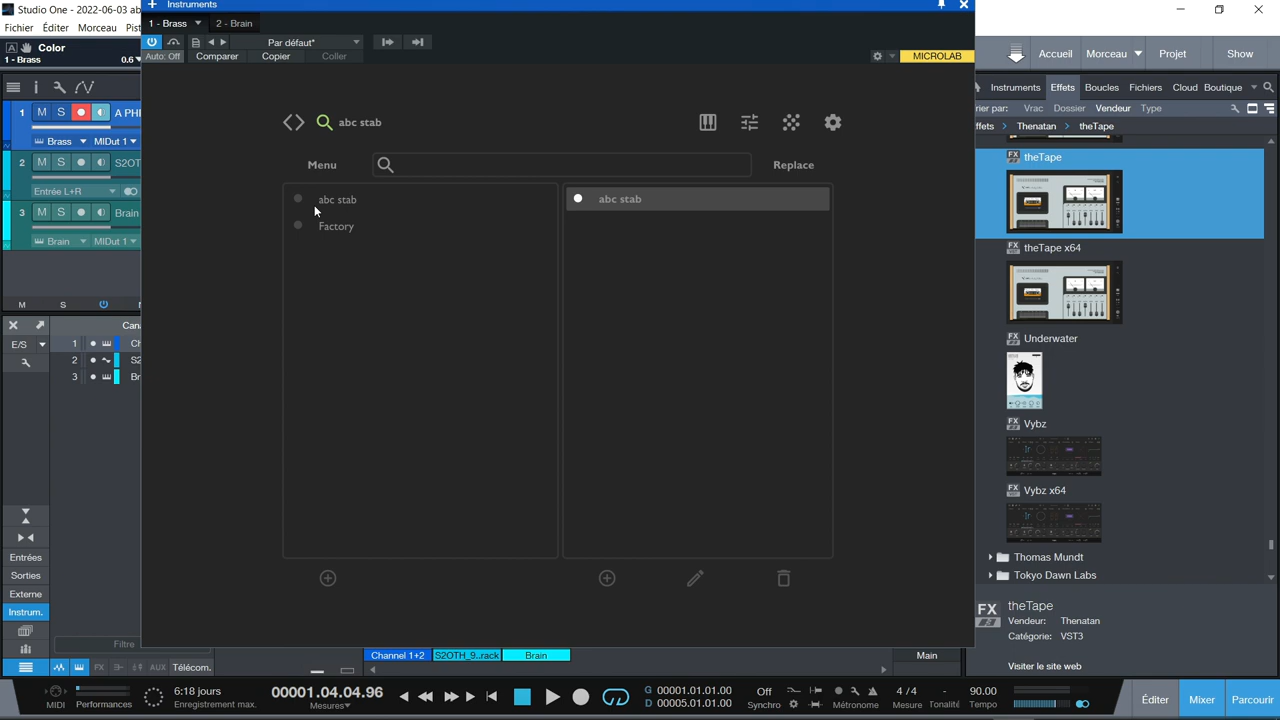 Studio One - 2022-06-03 ab
Instruments
Fichier Éditer Morceau Pist
1 - Brass 2 - Brain
A Color
1 - Brass 0.6
Par défaut*
Auto: Off Comparer Copier Coller
MICROLAB
Accueil Morceau Projet Show
Instruments Effets Boucles Fichiers Cloud Boutique
rier par: Vrac Dossier Vendeur Type
ffets Thenatan theTape
1 M S A PHI
Brass MIDut 1
2 M S S2OT
Entrée L+R
3 M S Brain
Brain MIDut 1
M S
abc stab
Menu Replace
abc stab abc stab
Factory
theTape
theTape x64
Underwater
Vybz
Vybz x64
Thomas Mundt
Tokyo Dawn Labs
Cana
E/S 1 Ch
2 S2
3 Br
Entrées
Sorties
Externe
Instrum.
Filtre
FX AUX Télécom.
Channel 1+2 S2OTH_9..rack Brain Main
FX theTape
Vendeur: Thenatan
Catégorie: VST3
Visiter le site web
MIDI Performances
6:18 jours
Enregistrement max.
00001.04.04.96
Mesures
G 00001.01.01.00
D 00005.01.01.00
Off
Synchro
Métronome
4 / 4
Mesure
-
Tonalité
90.00
Tempo
Éditer Mixer Parcourir